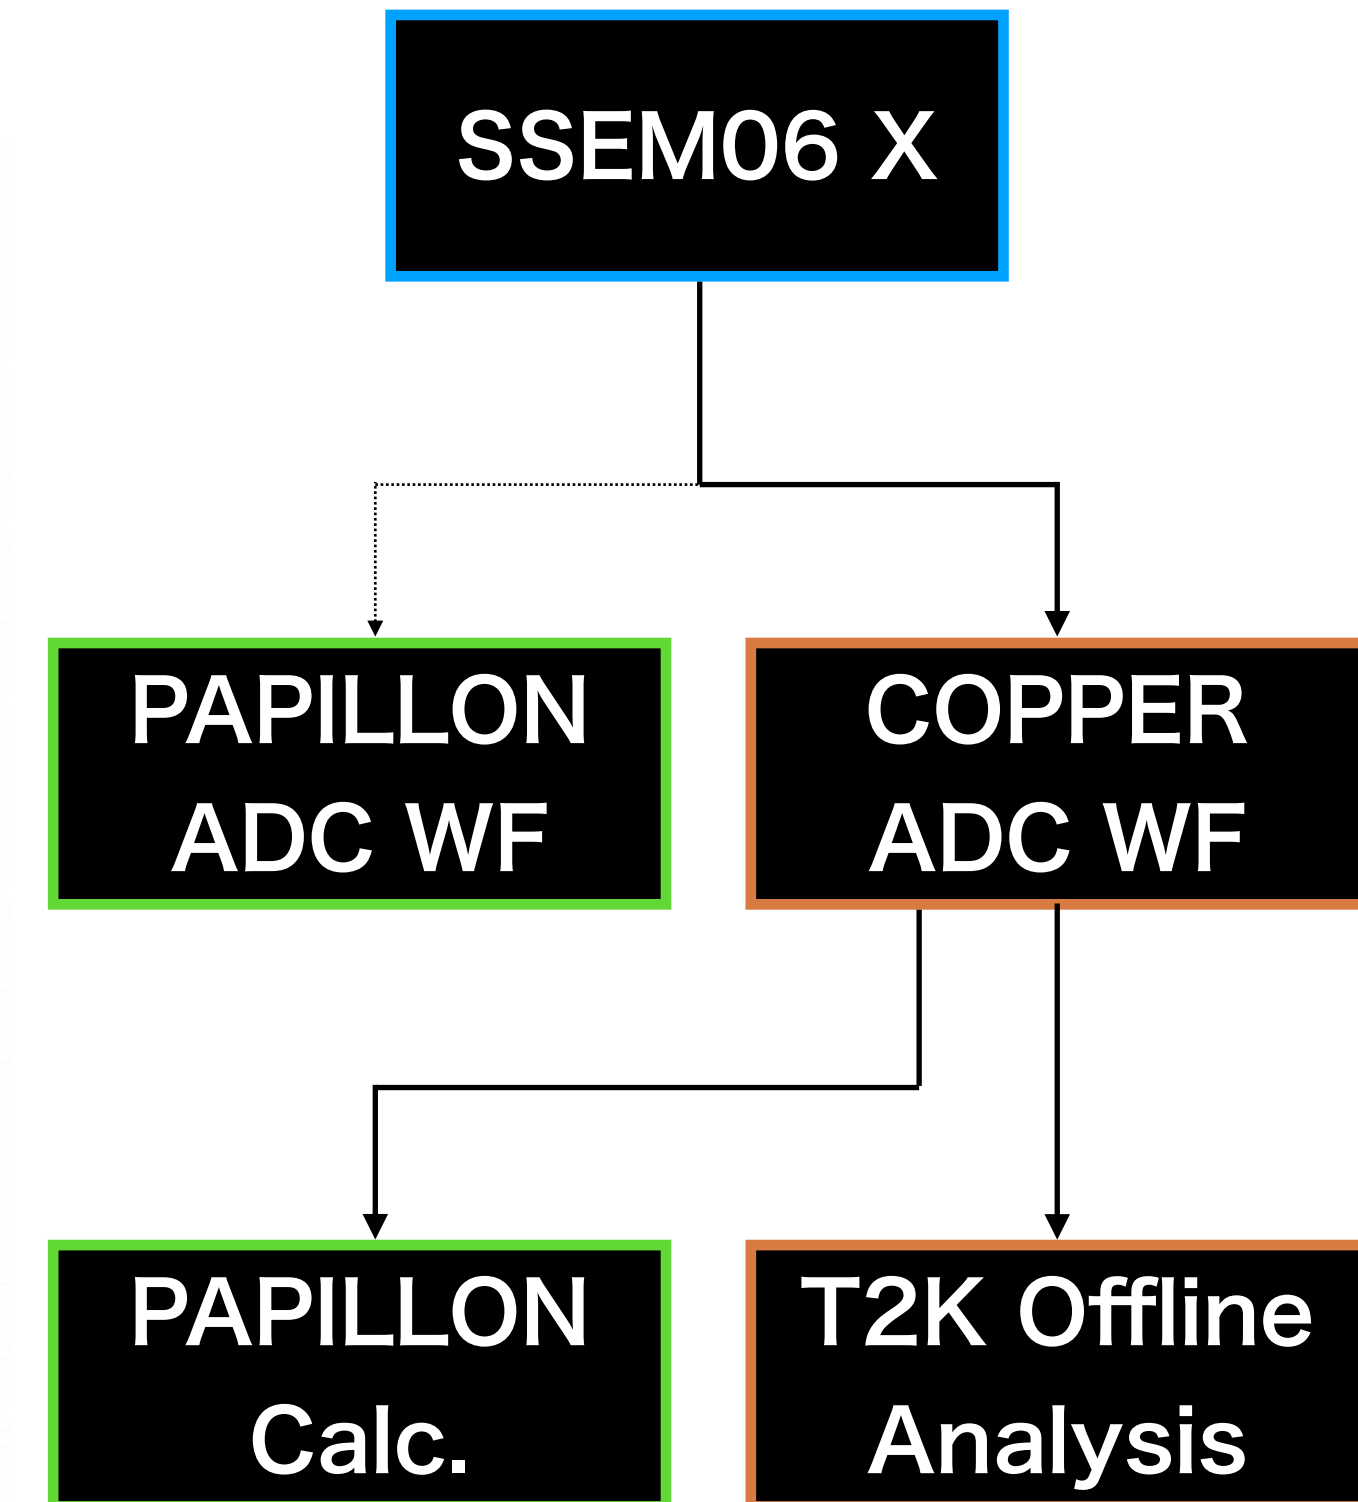 SSEM06 X
PAPILLON
ADC WF
COPPER
ADC WF
PAPILLON
Calc.
T2K Offline
Analysis